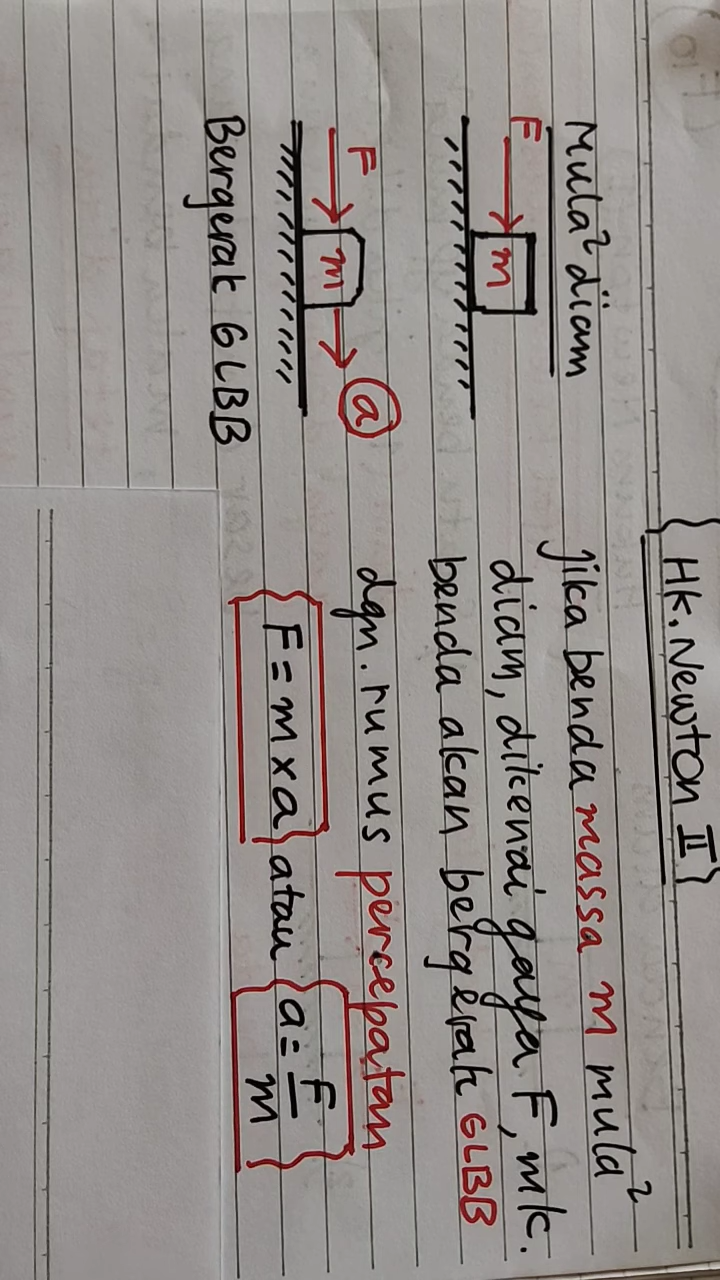 Hk. Newton II
Mula² diam
F
m
F
m
a
Bergerak GLBB
jika benda massa m mula²
diam, dikenai gaya F, mk.
benda akan bergerak GLBB
dgn. rumus percepatan
F = m x a atau a = F/m